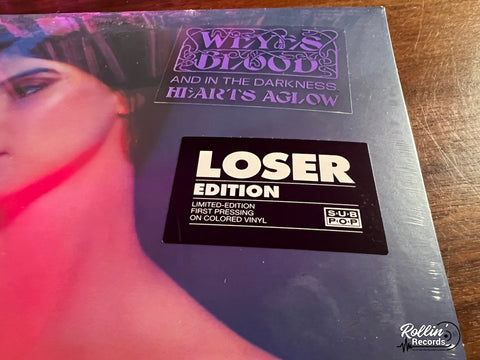 WEYES
BLOOD
AND IN THE DARKNESS,
HEARTS AGLOW
LOSER
EDITION
LIMITED-EDITION
FIRST PRESSING
ON COLORED VINYL
SUB
POP
Rollin'
Records